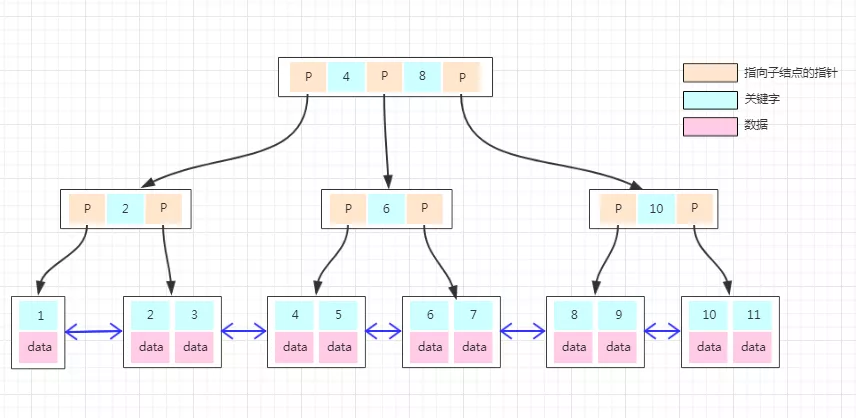 P 4 P 8 P
指向子结点的指针
关键字
数据
P 2 P
P 6 P
P 10 P
1
2 3
4 5
6 7
8 9
10 11
data
data data
data data
data data
data data
data data